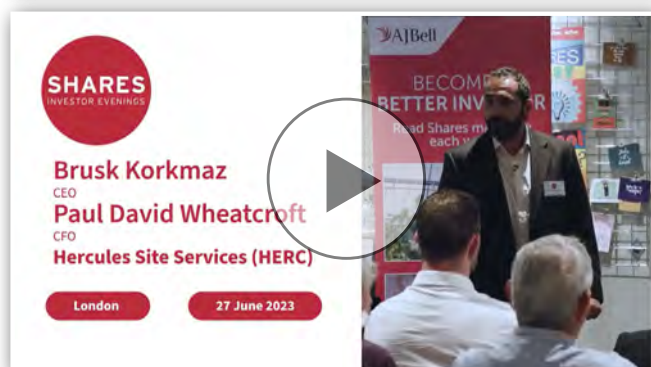 SHARES
INVESTOR EVENINGS
Brusk Korkmaz
CEO
Paul David Wheatcroft
CFO
Hercules Site Services (HERC)
London
27 June 2023
AJBell
BECOME
BETTER INVESTOR
Read Shares
each